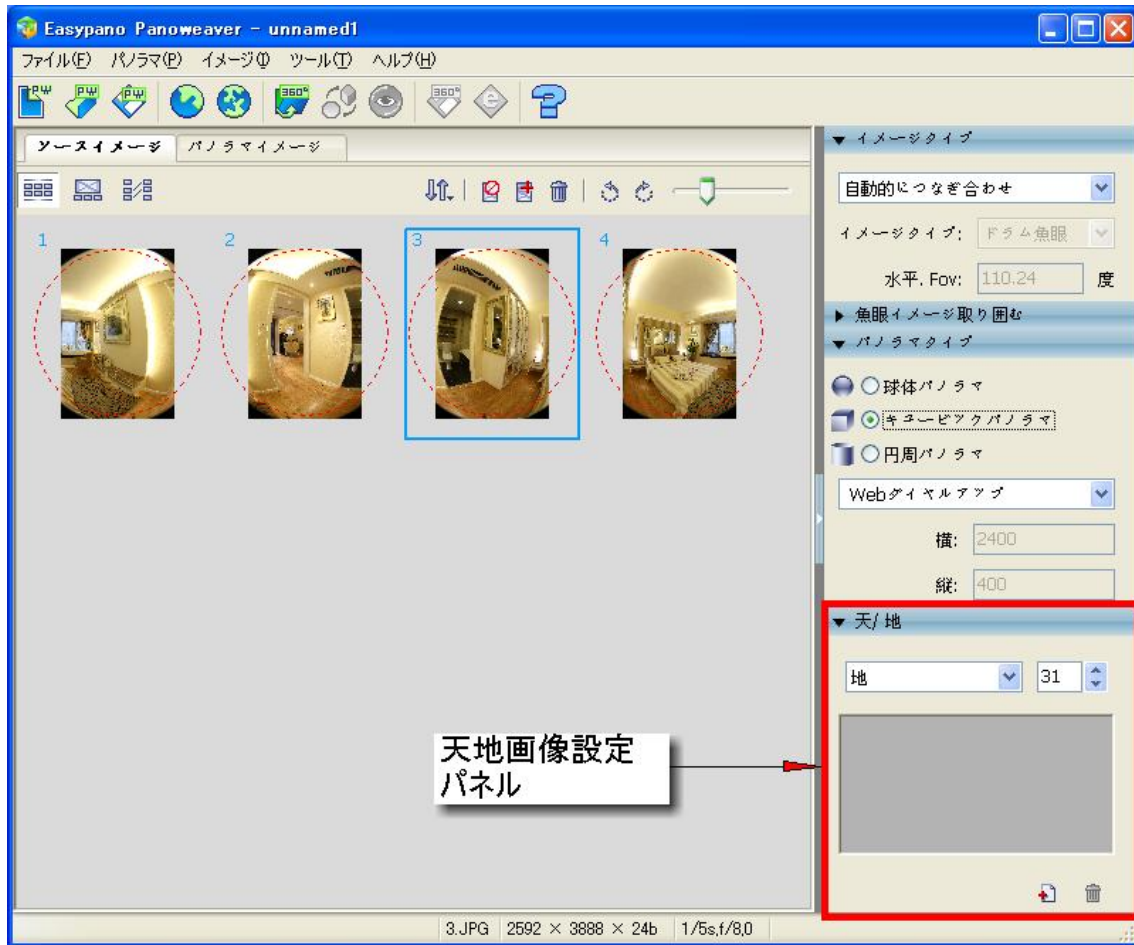 Easypano Panoweaver - unnamed1
ファイル(F) パノラマ(P) イメージ(I) ツール(T) ヘルプ(H)
PW PW PW 360° 360° e ?
ソースイメージ パノラマイメージ
1 2 3 4
▼ イメージタイプ
自動的につなぎ合わせ
イメージタイプ: ドラム魚眼
水平. Fov: 110.24 度
▶ 魚眼イメージ取り囲む
▼ パノラマタイプ
球体パノラマ
キュービックパノラマ
円周パノラマ
Webダイヤルアップ
横: 2400
縦: 400
▼ 天/地
地 31
天地画像設定
パネル
3.JPG 2592 × 3888 × 24b 1/5s,f/8,0